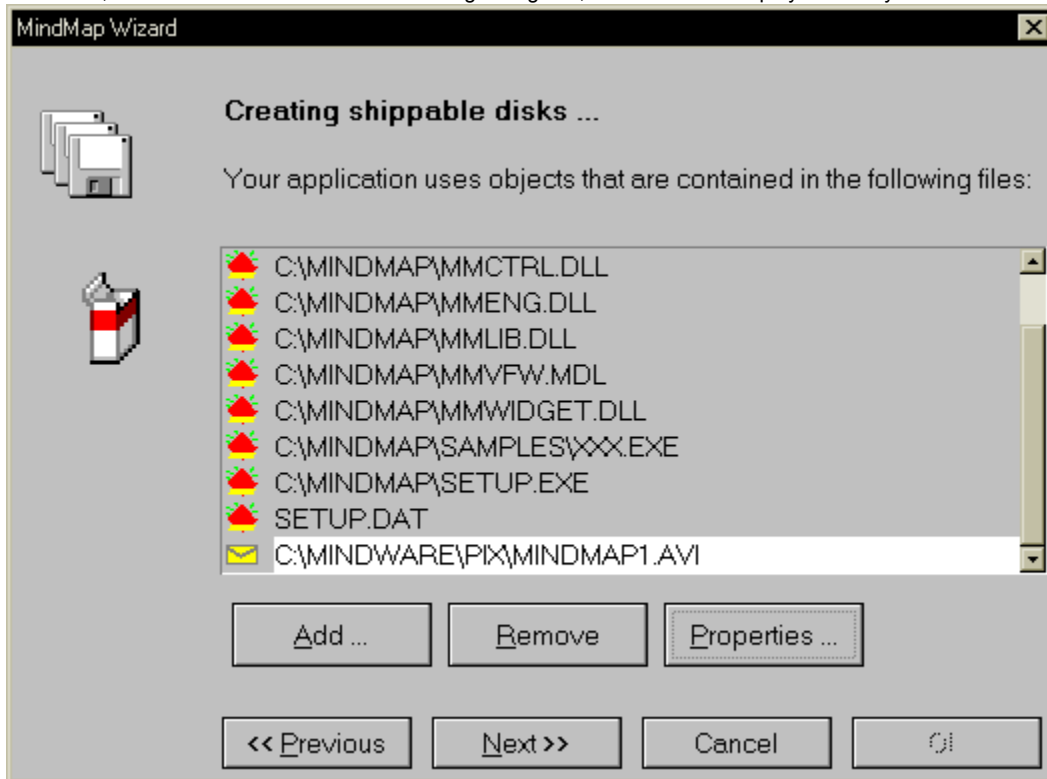 MindMap Wizard
Creating shippable disks ...
Your application uses objects that are contained in the following files:
C:\MINDMAP\MMCTRL.DLL
C:\MINDMAP\MMENG.DLL
C:\MINDMAP\MMLIB.DLL
C:\MINDMAP\MMVFW.MDL
C:\MINDMAP\MMWIDGET.DLL
C:\MINDMAP\SAMPLES\XXX.EXE
C:\MINDMAP\SETUP.EXE
SETUP.DAT
C:\MINDWARE\PIX\MINDMAP1.AVI
Add ... Remove Properties ...
<< Previous Next >> Cancel